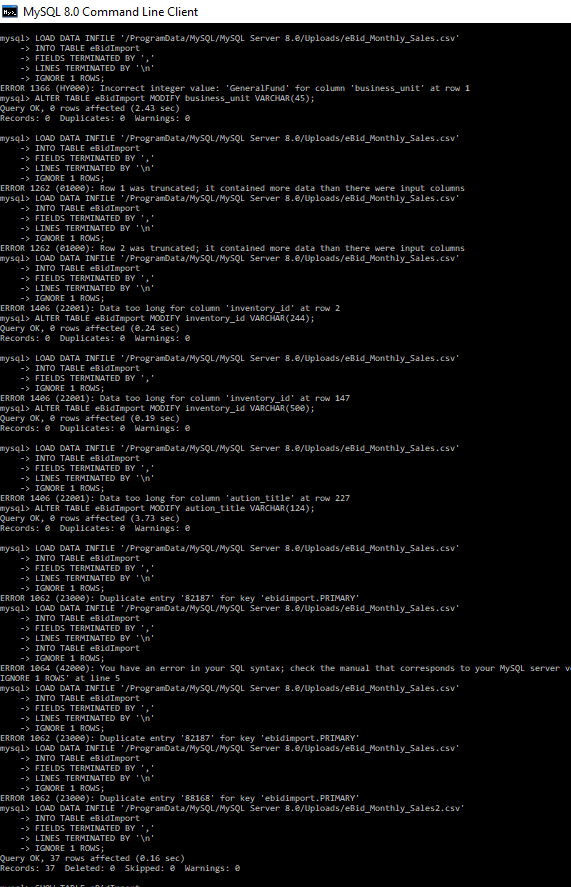 MySQL 8.0 Command Line Client
mysql> LOAD DATA INFILE '/ProgramData/MySQL/MySQL Server 8.0/Uploads/eBid_Monthly_Sales.csv'
-> INTO TABLE eBidImport
-> FIELDS TERMINATED BY ','
-> LINES TERMINATED BY '\n'
-> IGNORE 1 ROWS;
ERROR 1366 (HY000): Incorrect integer value: 'GeneralFund' for column 'business_unit' at row 1
mysql> ALTER TABLE eBidImport MODIFY business_unit VARCHAR(45);
Query OK, 0 rows affected (2.43 sec)
Records: 0  Duplicates: 0  Warnings: 0
mysql> LOAD DATA INFILE '/ProgramData/MySQL/MySQL Server 8.0/Uploads/eBid_Monthly_Sales.csv'
-> INTO TABLE eBidImport
-> FIELDS TERMINATED BY ','
-> LINES TERMINATED BY '\n'
-> IGNORE 1 ROWS;
ERROR 1262 (01000): Row 1 was truncated; it contained more data than there were input columns
mysql> LOAD DATA INFILE '/ProgramData/MySQL/MySQL Server 8.0/Uploads/eBid_Monthly_Sales.csv'
-> INTO TABLE eBidImport
-> FIELDS TERMINATED BY ','
-> LINES TERMINATED BY '\n'
-> IGNORE 1 ROWS;
ERROR 1262 (01000): Row 2 was truncated; it contained more data than there were input columns
mysql> LOAD DATA INFILE '/ProgramData/MySQL/MySQL Server 8.0/Uploads/eBid_Monthly_Sales.csv'
-> INTO TABLE eBidImport
-> FIELDS TERMINATED BY ','
-> LINES TERMINATED BY '\n'
-> IGNORE 1 ROWS;
ERROR 1406 (22001): Data too long for column 'inventory_id' at row 2
mysql> ALTER TABLE eBidImport MODIFY inventory_id VARCHAR(244);
Query OK, 0 rows affected (0.24 sec)
Records: 0  Duplicates: 0  Warnings: 0
mysql> LOAD DATA INFILE '/ProgramData/MySQL/MySQL Server 8.0/Uploads/eBid_Monthly_Sales.csv'
-> INTO TABLE eBidImport
-> FIELDS TERMINATED BY ','
-> IGNORE 1 ROWS;
ERROR 1406 (22001): Data too long for column 'inventory_id' at row 147
mysql> ALTER TABLE eBidImport MODIFY inventory_id VARCHAR(500);
Query OK, 0 rows affected (0.19 sec)
Records: 0  Duplicates: 0  Warnings: 0
mysql> LOAD DATA INFILE '/ProgramData/MySQL/MySQL Server 8.0/Uploads/eBid_Monthly_Sales.csv'
-> INTO TABLE eBidImport
-> FIELDS TERMINATED BY ','
-> LINES TERMINATED BY '\n'
-> IGNORE 1 ROWS;
ERROR 1406 (22001): Data too long for column 'aution_title' at row 227
mysql> ALTER TABLE eBidImport MODIFY aution_title VARCHAR(124);
Query OK, 0 rows affected (3.73 sec)
Records: 0  Duplicates: 0  Warnings: 0
mysql> LOAD DATA INFILE '/ProgramData/MySQL/MySQL Server 8.0/Uploads/eBid_Monthly_Sales.csv'
-> INTO TABLE eBidImport
-> FIELDS TERMINATED BY ','
-> LINES TERMINATED BY '\n'
-> IGNORE 1 ROWS;
ERROR 1062 (23000): Duplicate entry '82187' for key 'ebidimport.PRIMARY'
mysql> LOAD DATA INFILE '/ProgramData/MySQL/MySQL Server 8.0/Uploads/eBid_Monthly_Sales.csv'
-> INTO TABLE eBidImport
-> FIELDS TERMINATED BY ','
-> LINES TERMINATED BY '\n'
-> INTO TABLE eBidImport
-> IGNORE 1 ROWS;
ERROR 1064 (42000): You have an error in your SQL syntax; check the manual that corresponds to your MySQL server v
IGNORE 1 ROWS' at line 5
mysql> LOAD DATA INFILE '/ProgramData/MySQL/MySQL Server 8.0/Uploads/eBid_Monthly_Sales.csv'
-> INTO TABLE eBidImport
-> FIELDS TERMINATED BY ','
-> LINES TERMINATED BY '\n'
-> IGNORE 1 ROWS;
ERROR 1062 (23000): Duplicate entry '82187' for key 'ebidimport.PRIMARY'
mysql> LOAD DATA INFILE '/ProgramData/MySQL/MySQL Server 8.0/Uploads/eBid_Monthly_Sales.csv'
-> INTO TABLE eBidImport
-> FIELDS TERMINATED BY ','
-> LINES TERMINATED BY '\n'
-> IGNORE 1 ROWS;
ERROR 1062 (23000): Duplicate entry '88168' for key 'ebidimport.PRIMARY'
mysql> LOAD DATA INFILE '/ProgramData/MySQL/MySQL Server 8.0/Uploads/eBid_Monthly_Sales2.csv'
-> INTO TABLE eBidImport
-> FIELDS TERMINATED BY ','
-> LINES TERMINATED BY '\n'
-> IGNORE 1 ROWS;
Query OK, 37 rows affected (0.16 sec)
Records: 37  Deleted: 0  Skipped: 0  Warnings: 0